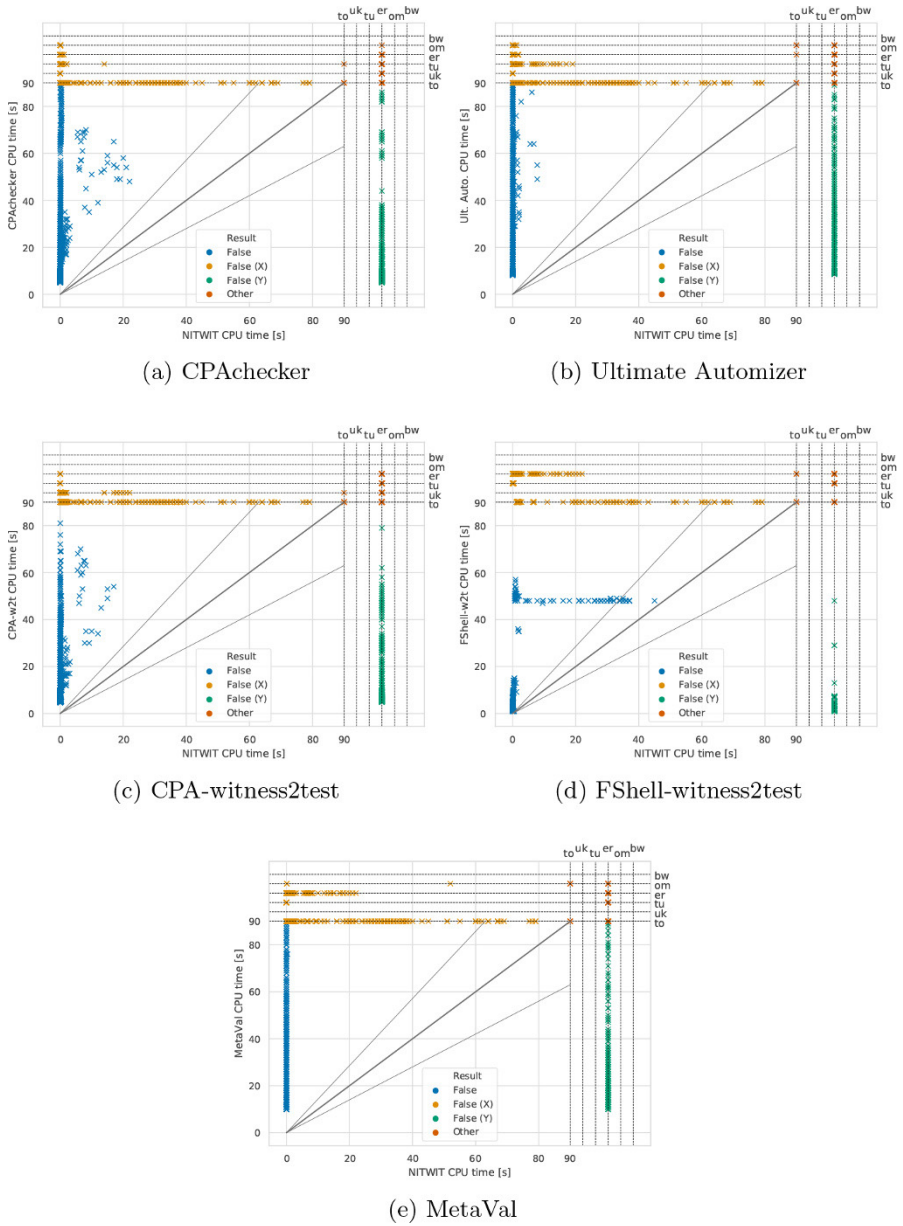 to uk tu er om bw
bw
om
er
tu
uk
to
90
80
60
40
20
0
CPAchecker CPU time [s]
Result
False
False (X)
False (Y)
Other
0 20 40 60 80 90
NITWIT CPU time [s]
(a) CPAchecker
to uk tu er om bw
bw
om
er
tu
uk
to
90
80
60
40
20
0
Ult. Auto. CPU time [s]
Result
False
False (X)
False (Y)
Other
0 20 40 60 80 90
NITWIT CPU time [s]
(b) Ultimate Automizer
to uk tu er om bw
bw
om
er
tu
uk
to
90
80
60
40
20
0
CPA-w2t CPU time [s]
Result
False
False (X)
False (Y)
Other
0 20 40 60 80 90
NITWIT CPU time [s]
(c) CPA-witness2test
to uk tu er om bw
bw
om
er
tu
uk
to
90
80
60
40
20
0
FShell-w2t CPU time [s]
Result
False
False (X)
False (Y)
Other
0 20 40 60 80 90
NITWIT CPU time [s]
(d) FShell-witness2test
to uk tu er om bw
bw
om
er
tu
uk
to
90
80
60
40
20
0
MetaVal CPU time [s]
Result
False
False (X)
False (Y)
Other
0 20 40 60 80 90
NITWIT CPU time [s]
(e) MetaVal